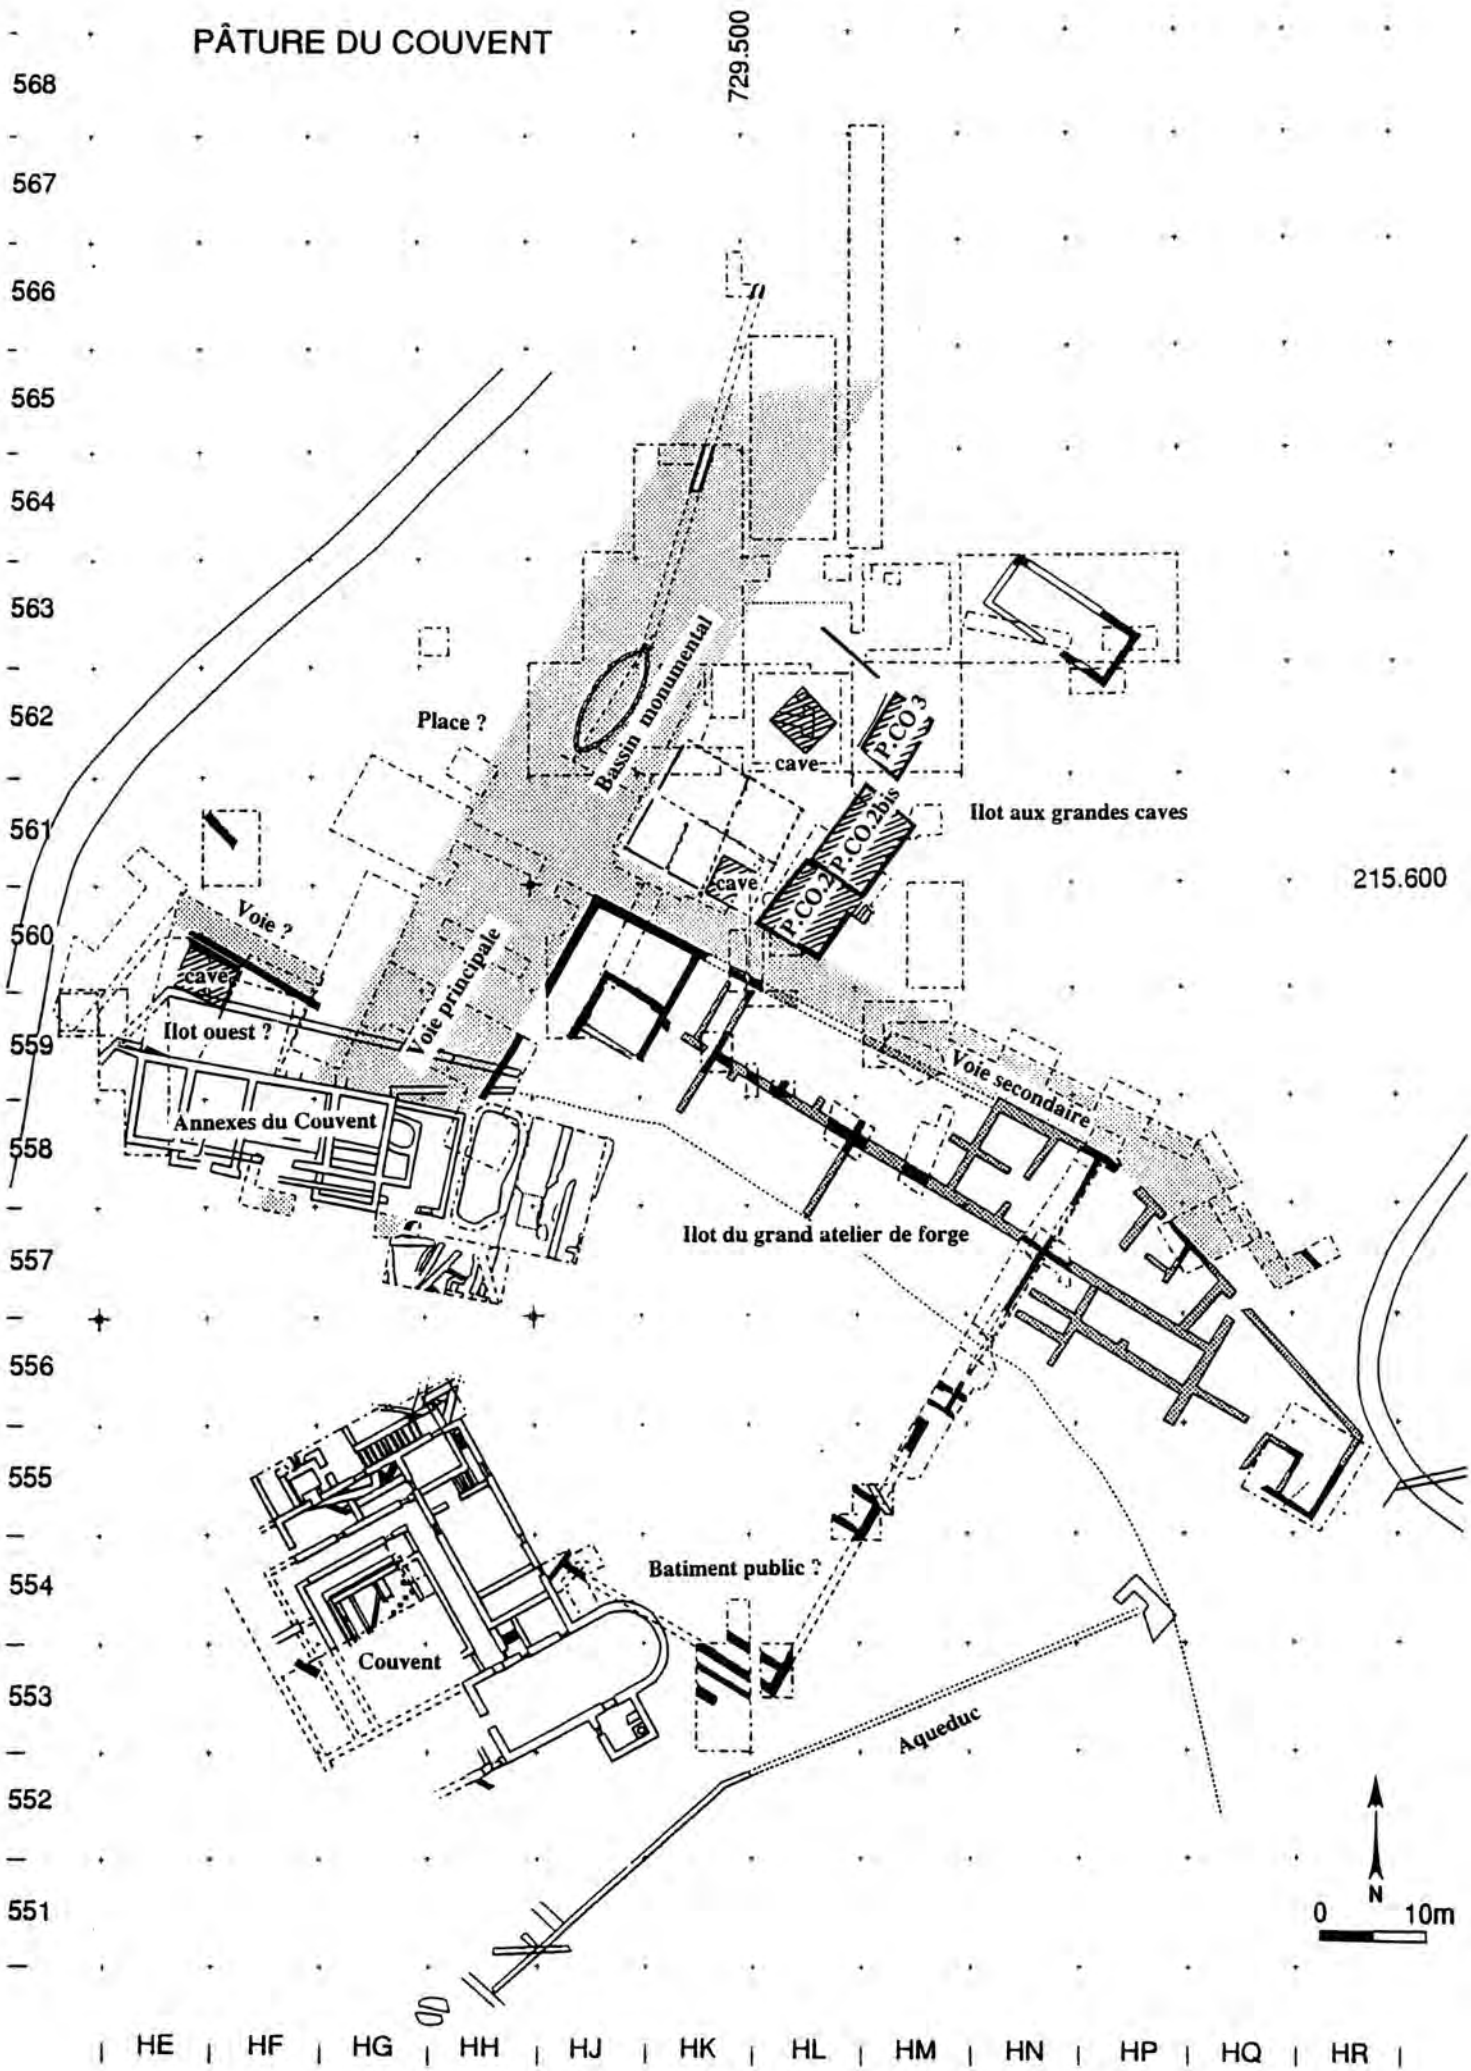 PÂTURE DU COUVENT
729.500
568
567
566
565
564
563
562
561
560
559
558
557
556
555
554
553
552
551
Bassin monumental
Place ?
P.CO 3
cave
P.CO 2bis
Ilot aux grandes caves
215.600
cave
P.CO 2
Voie ?
Voie principale
cave
Ilot ouest ?
Voie secondaire
Annexes du Couvent
Ilot du grand atelier de forge
Batiment public ?
Couvent
Aqueduc
N
0 10m
HE HF HG HH HJ HK HL HM HN HP HQ HR